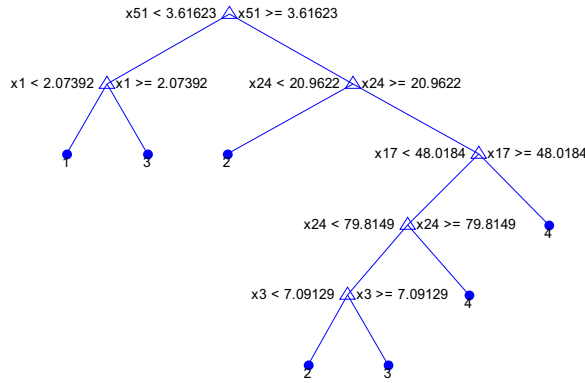 x51 < 3.61623 x51 >= 3.61623
x1 < 2.07392 x1 >= 2.07392 x24 < 20.9622 x24 >= 20.9622
1 3 2 x17 < 48.0184 x17 >= 48.0184
x24 < 79.8149 x24 >= 79.8149 4
x3 < 7.09129 x3 >= 7.09129 4
2 3